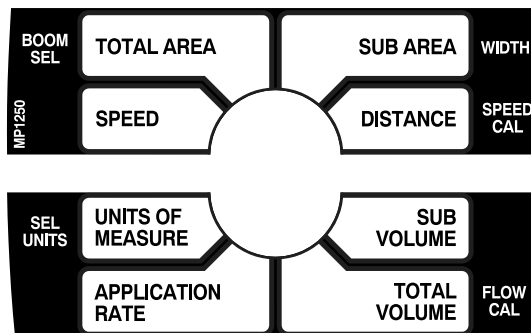 BOOM
SEL
TOTAL AREA
SUB AREA
WIDTH
MP1250
SPEED
DISTANCE
SPEED
CAL
SEL
UNITS
UNITS OF
MEASURE
SUB
VOLUME
APPLICATION
RATE
TOTAL
VOLUME
FLOW
CAL